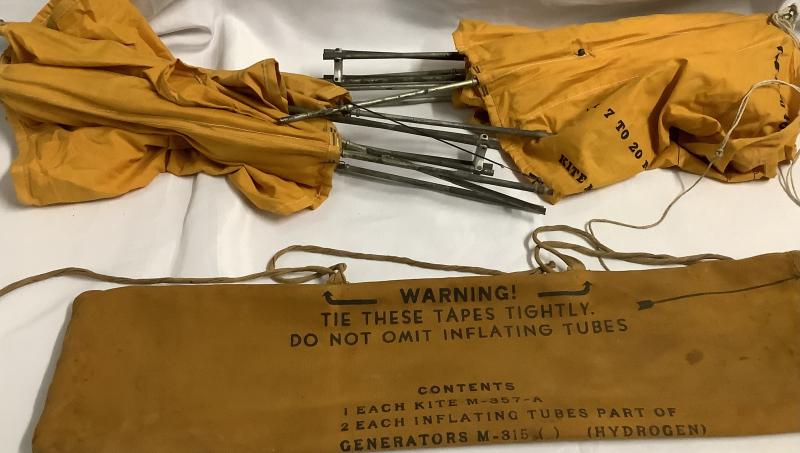 7 TO 20 M
KITE M
WARNING!
TIE THESE TAPES TIGHTLY.
DO NOT OMIT INFLATING TUBES
CONTENTS
1 EACH KITE M-357-A
2 EACH INFLATING TUBES PART OF
GENERATORS M-315 ( ) (HYDROGEN)